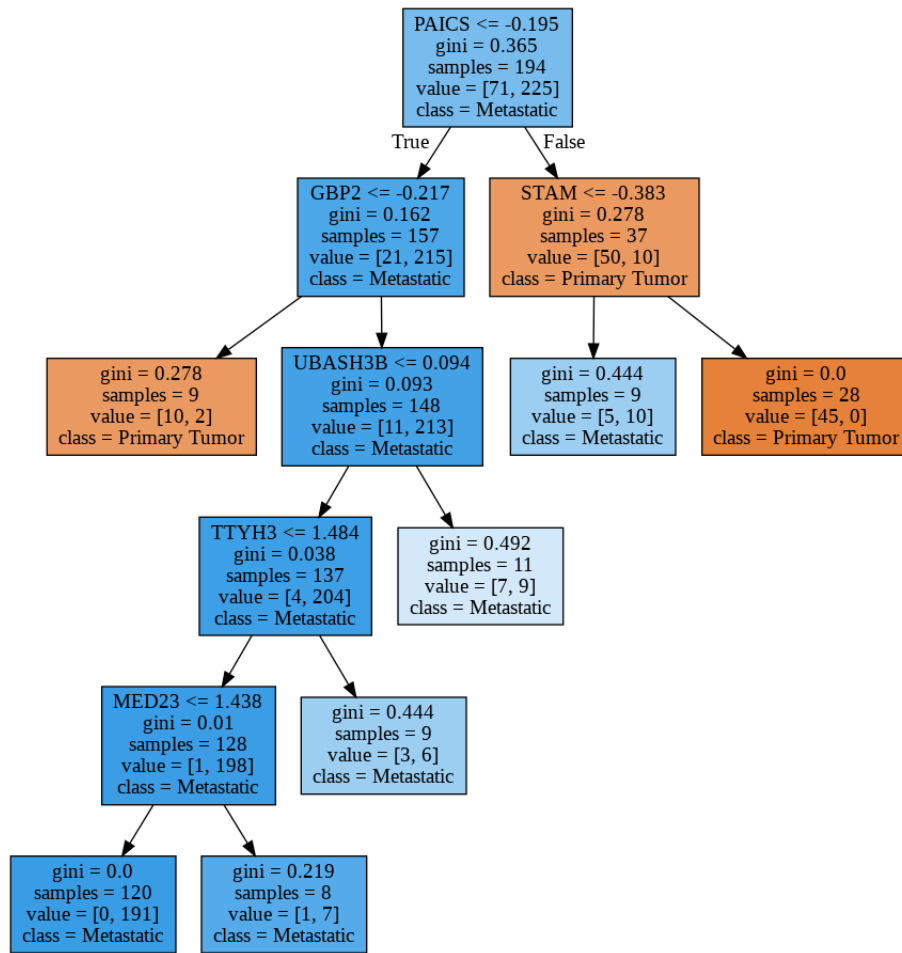 PAICS <= -0.195
gini = 0.365
samples = 194
value = [71, 225]
class = Metastatic
True
False
GBP2 <= -0.217
gini = 0.162
samples = 157
value = [21, 215]
class = Metastatic
STAM <= -0.383
gini = 0.278
samples = 37
value = [50, 10]
class = Primary Tumor
gini = 0.278
samples = 9
value = [10, 2]
class = Primary Tumor
UBASH3B <= 0.094
gini = 0.093
samples = 148
value = [11, 213]
class = Metastatic
gini = 0.444
samples = 9
value = [5, 10]
class = Metastatic
gini = 0.0
samples = 28
value = [45, 0]
class = Primary Tumor
TTYH3 <= 1.484
gini = 0.038
samples = 137
value = [4, 204]
class = Metastatic
gini = 0.492
samples = 11
value = [7, 9]
class = Metastatic
MED23 <= 1.438
gini = 0.01
samples = 128
value = [1, 198]
class = Metastatic
gini = 0.444
samples = 9
value = [3, 6]
class = Metastatic
gini = 0.0
samples = 120
value = [0, 191]
class = Metastatic
gini = 0.219
samples = 8
value = [1, 7]
class = Metastatic